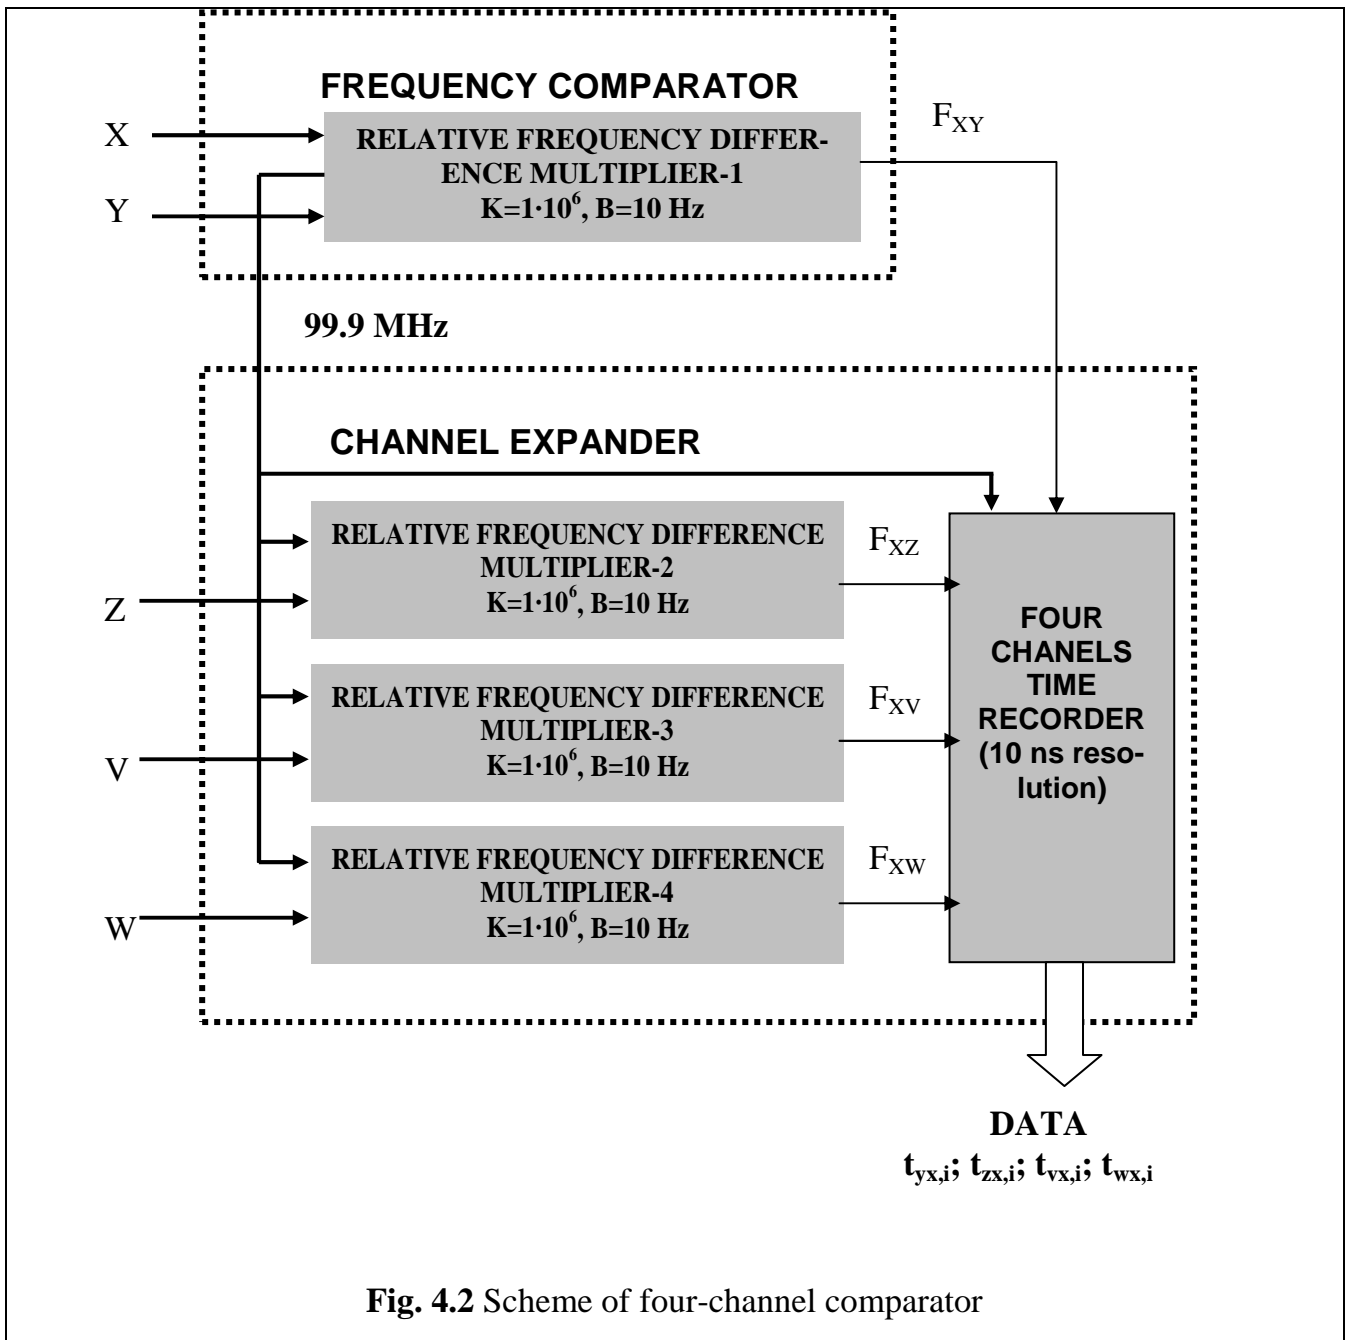 FREQUENCY COMPARATOR
X
Y
RELATIVE FREQUENCY DIFFER-
ENCE MULTIPLIER-1
K=1·10⁶, B=10 Hz
F_XY
99.9 MHz
CHANNEL EXPANDER
RELATIVE FREQUENCY DIFFERENCE
MULTIPLIER-2
K=1·10⁶, B=10 Hz
Z
F_XZ
RELATIVE FREQUENCY DIFFERENCE
MULTIPLIER-3
K=1·10⁶, B=10 Hz
V
F_XV
RELATIVE FREQUENCY DIFFERENCE
MULTIPLIER-4
K=1·10⁶, B=10 Hz
W
F_XW
FOUR
CHANELS
TIME
RECORDER
(10 ns reso-
lution)
DATA
t_yx,i; t_zx,i; t_vx,i; t_wx,i
Fig. 4.2 Scheme of four-channel comparator